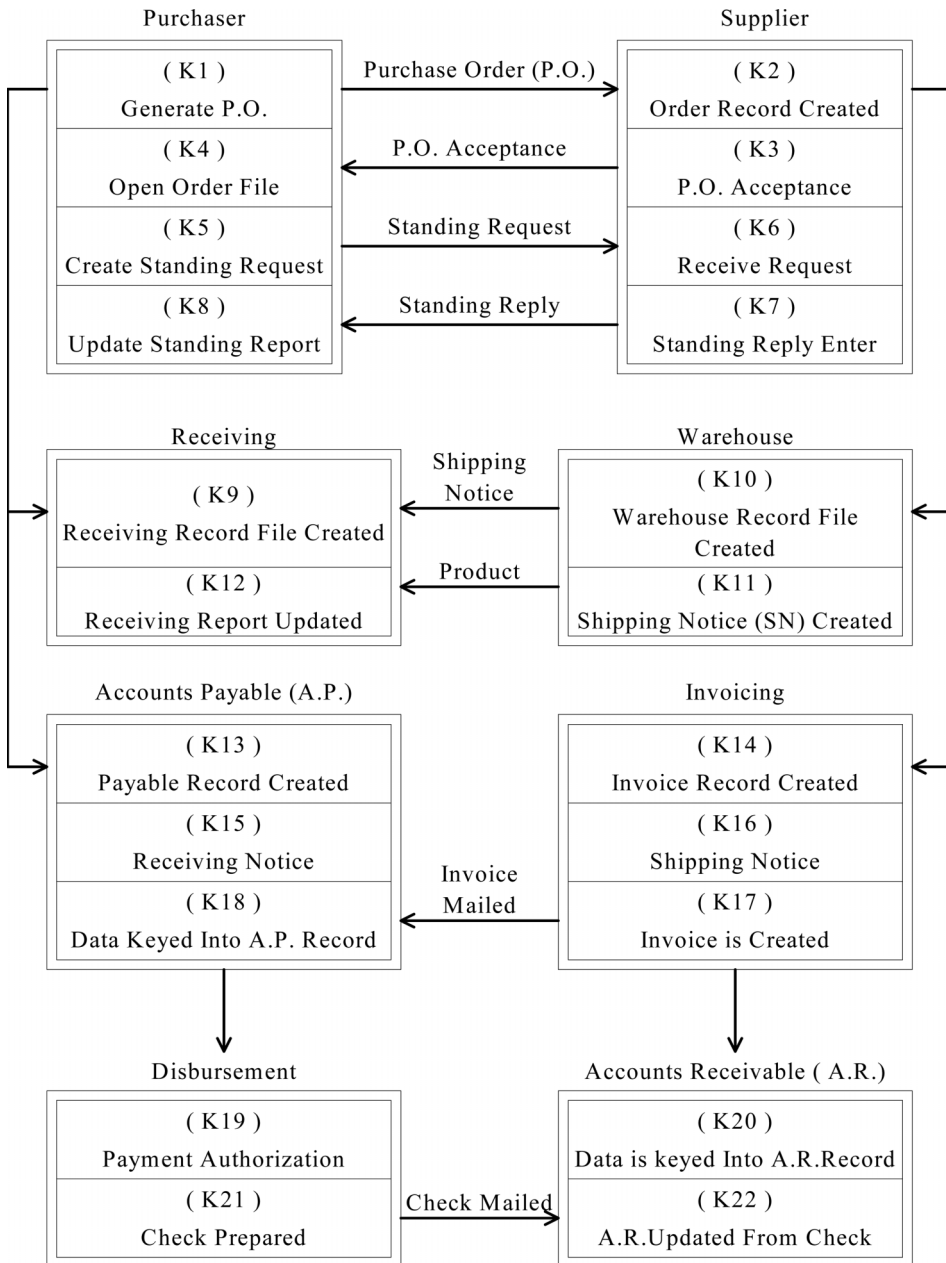 Purchaser
Supplier
( K1 )
Generate P.O.
Purchase Order (P.O.)
( K2 )
Order Record Created
( K4 )
Open Order File
P.O. Acceptance
( K3 )
P.O. Acceptance
( K5 )
Create Standing Request
Standing Request
( K6 )
Receive Request
( K8 )
Update Standing Report
Standing Reply
( K7 )
Standing Reply Enter
Receiving
Warehouse
( K9 )
Receiving Record File Created
Shipping
Notice
( K10 )
Warehouse Record File
Created
( K12 )
Receiving Report Updated
Product
( K11 )
Shipping Notice (SN) Created
Accounts Payable (A.P.)
Invoicing
( K13 )
Payable Record Created
( K14 )
Invoice Record Created
( K15 )
Receiving Notice
( K16 )
Shipping Notice
( K18 )
Data Keyed Into A.P. Record
Invoice
Mailed
( K17 )
Invoice is Created
Disbursement
Accounts Receivable ( A.R.)
( K19 )
Payment Authorization
( K20 )
Data is keyed Into A.R.Record
( K21 )
Check Prepared
Check Mailed
( K22 )
A.R.Updated From Check